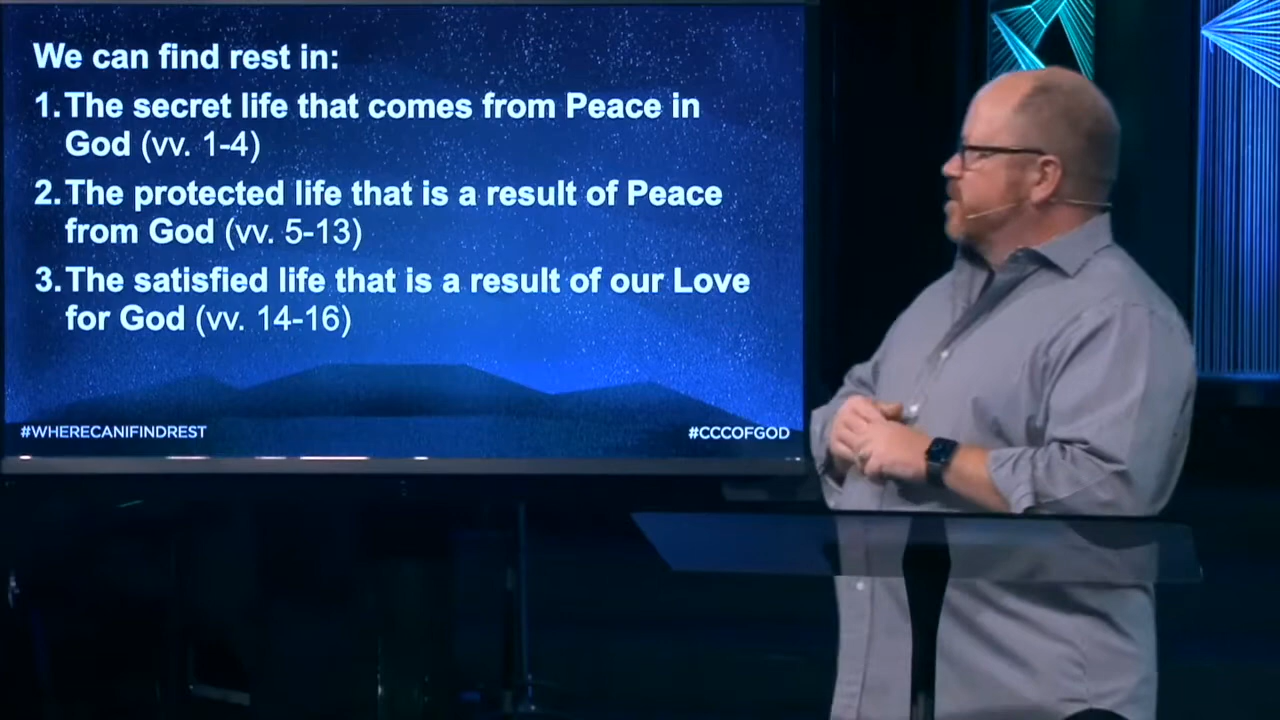 We can find rest in:
1. The secret life that comes from Peace in
God (vv. 1-4)
2. The protected life that is a result of Peace
from God (vv. 5-13)
3. The satisfied life that is a result of our Love
for God (vv. 14-16)
#WHERECANIFINDREST
#CCCOFGOD